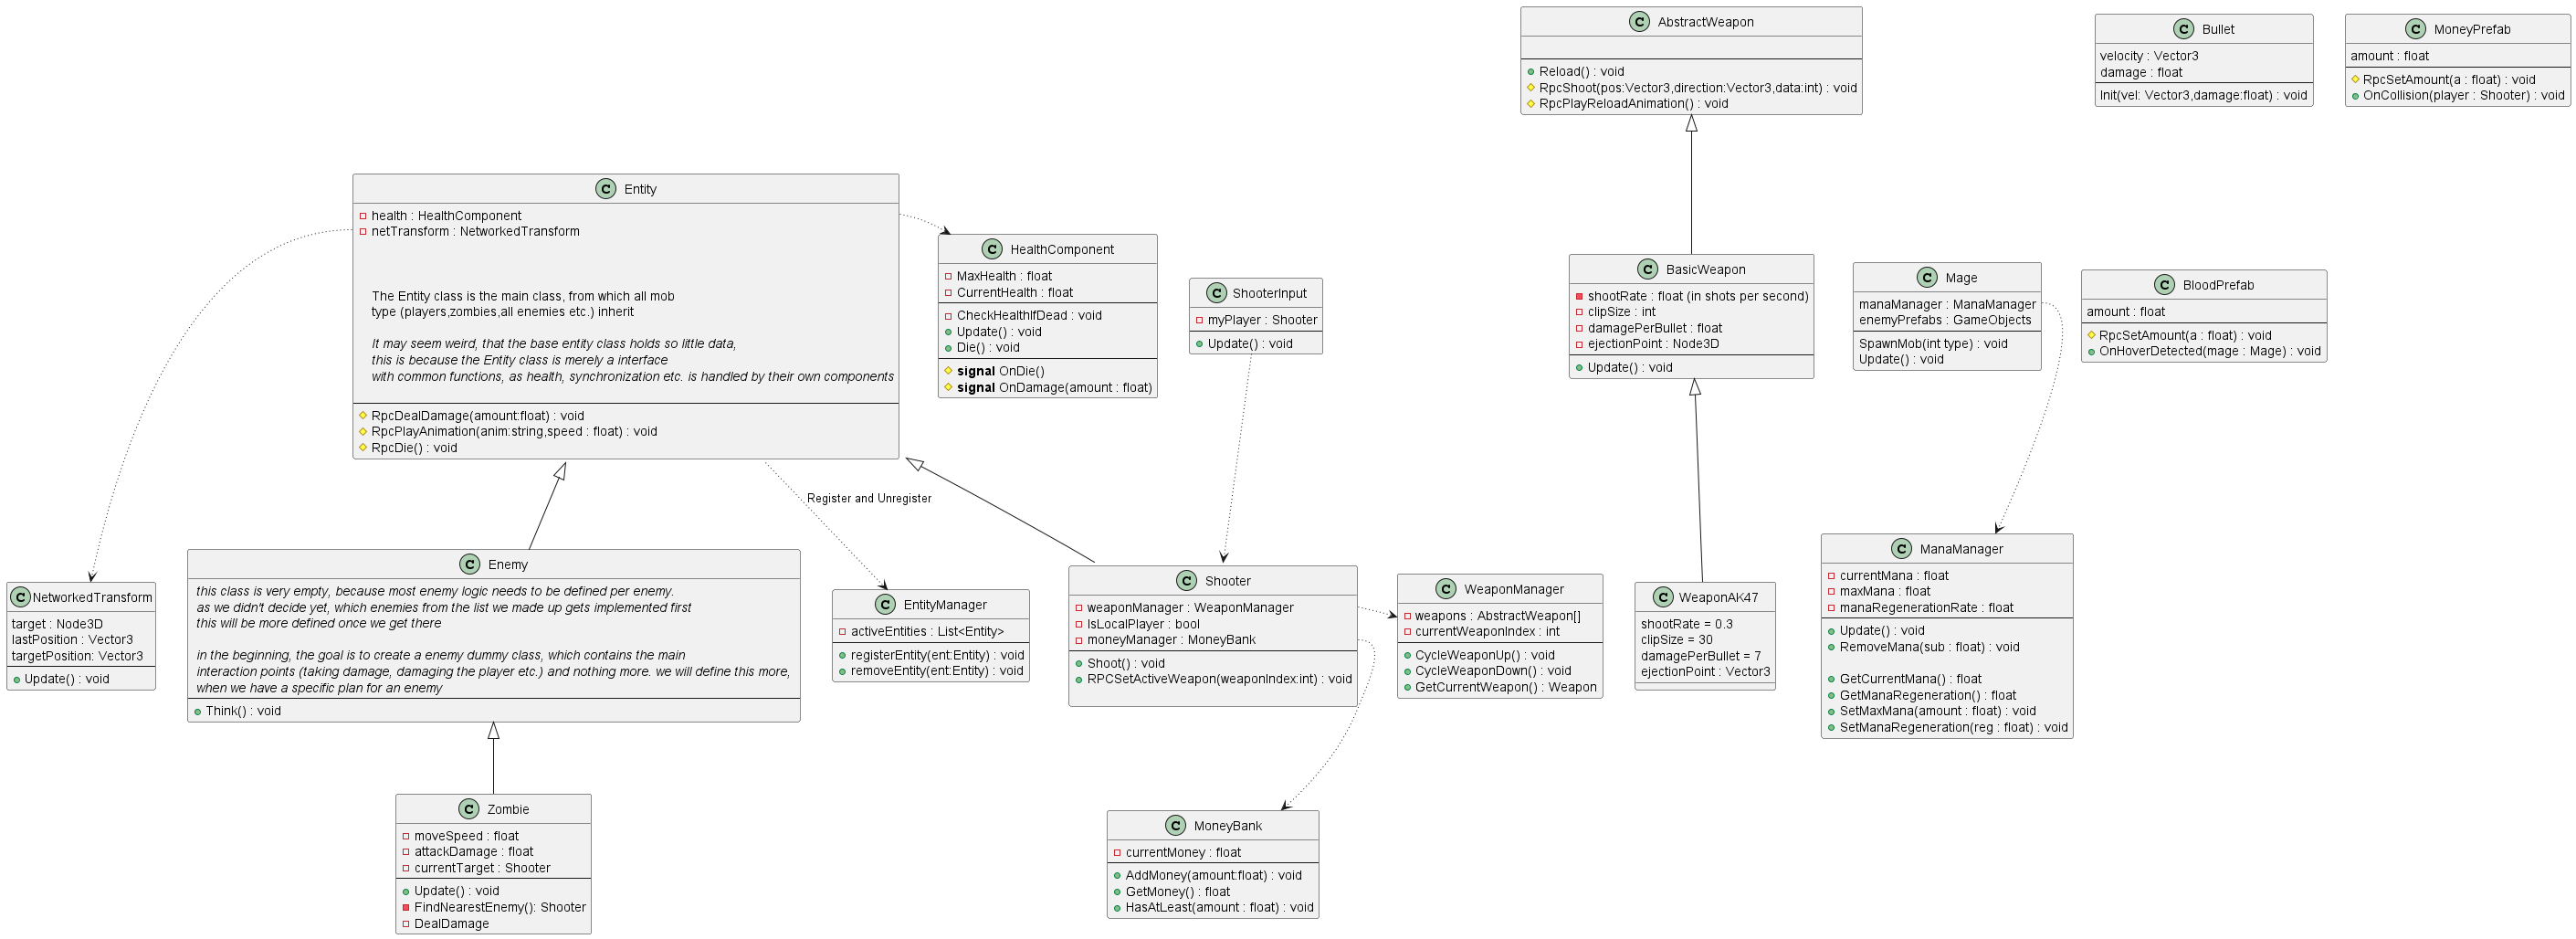 C AbstractWeapon
Reload() : void
RpcShoot(pos:Vector3,direction:Vector3,data:int) : void
RpcPlayReloadAnimation() : void
C Bullet
velocity : Vector3
damage : float
Init(vel: Vector3,damage:float) : void
C MoneyPrefab
amount : float
RpcSetAmount(a : float) : void
OnCollision(player : Shooter) : void
C Entity
health : HealthComponent
netTransform : NetworkedTransform
The Entity class is the main class, from which all mob
type (players,zombies,all enemies etc.) inherit
It may seem weird, that the base entity class holds so little data,
this is because the Entity class is merely a interface
with common functions, as health, synchronization etc. is handled by their own components
RpcDealDamage(amount:float) : void
RpcPlayAnimation(anim:string,speed : float) : void
RpcDie() : void
C HealthComponent
MaxHealth : float
CurrentHealth : float
CheckHealthIfDead : void
Update() : void
Die() : void
signal OnDie()
signal OnDamage(amount : float)
C ShooterInput
myPlayer : Shooter
Update() : void
C BasicWeapon
shootRate : float (in shots per second)
clipSize : int
damagePerBullet : float
ejectionPoint : Node3D
Update() : void
C Mage
manaManager : ManaManager
enemyPrefabs : GameObjects
SpawnMob(int type) : void
Update() : void
C BloodPrefab
amount : float
RpcSetAmount(a : float) : void
OnHoverDetected(mage : Mage) : void
Register and Unregister
C NetworkedTransform
target : Node3D
lastPosition : Vector3
targetPosition: Vector3
Update() : void
C Enemy
this class is very empty, because most enemy logic needs to be defined per enemy.
as we didn't decide yet, which enemies from the list we made up gets implemented first
this will be more defined once we get there
in the beginning, the goal is to create a enemy dummy class, which contains the main
interaction points (taking damage, damaging the player etc.) and nothing more. we will define this more,
when we have a specific plan for an enemy
Think() : void
C EntityManager
activeEntities : List<Entity>
registerEntity(ent:Entity) : void
removeEntity(ent:Entity) : void
C Shooter
weaponManager : WeaponManager
IsLocalPlayer : bool
moneyManager : MoneyBank
Shoot() : void
RPCSetActiveWeapon(weaponIndex:int) : void
C WeaponManager
weapons : AbstractWeapon[]
currentWeaponIndex : int
CycleWeaponUp() : void
CycleWeaponDown() : void
GetCurrentWeapon() : Weapon
C WeaponAK47
shootRate = 0.3
clipSize = 30
damagePerBullet = 7
ejectionPoint : Vector3
C ManaManager
currentMana : float
maxMana : float
manaRegenerationRate : float
Update() : void
RemoveMana(sub : float) : void
GetCurrentMana() : float
GetManaRegeneration() : float
SetMaxMana(amount : float) : void
SetManaRegeneration(reg : float) : void
C Zombie
moveSpeed : float
attackDamage : float
currentTarget : Shooter
Update() : void
FindNearestEnemy(): Shooter
DealDamage
C MoneyBank
currentMoney : float
AddMoney(amount:float) : void
GetMoney() : float
HasAtLeast(amount : float) : void